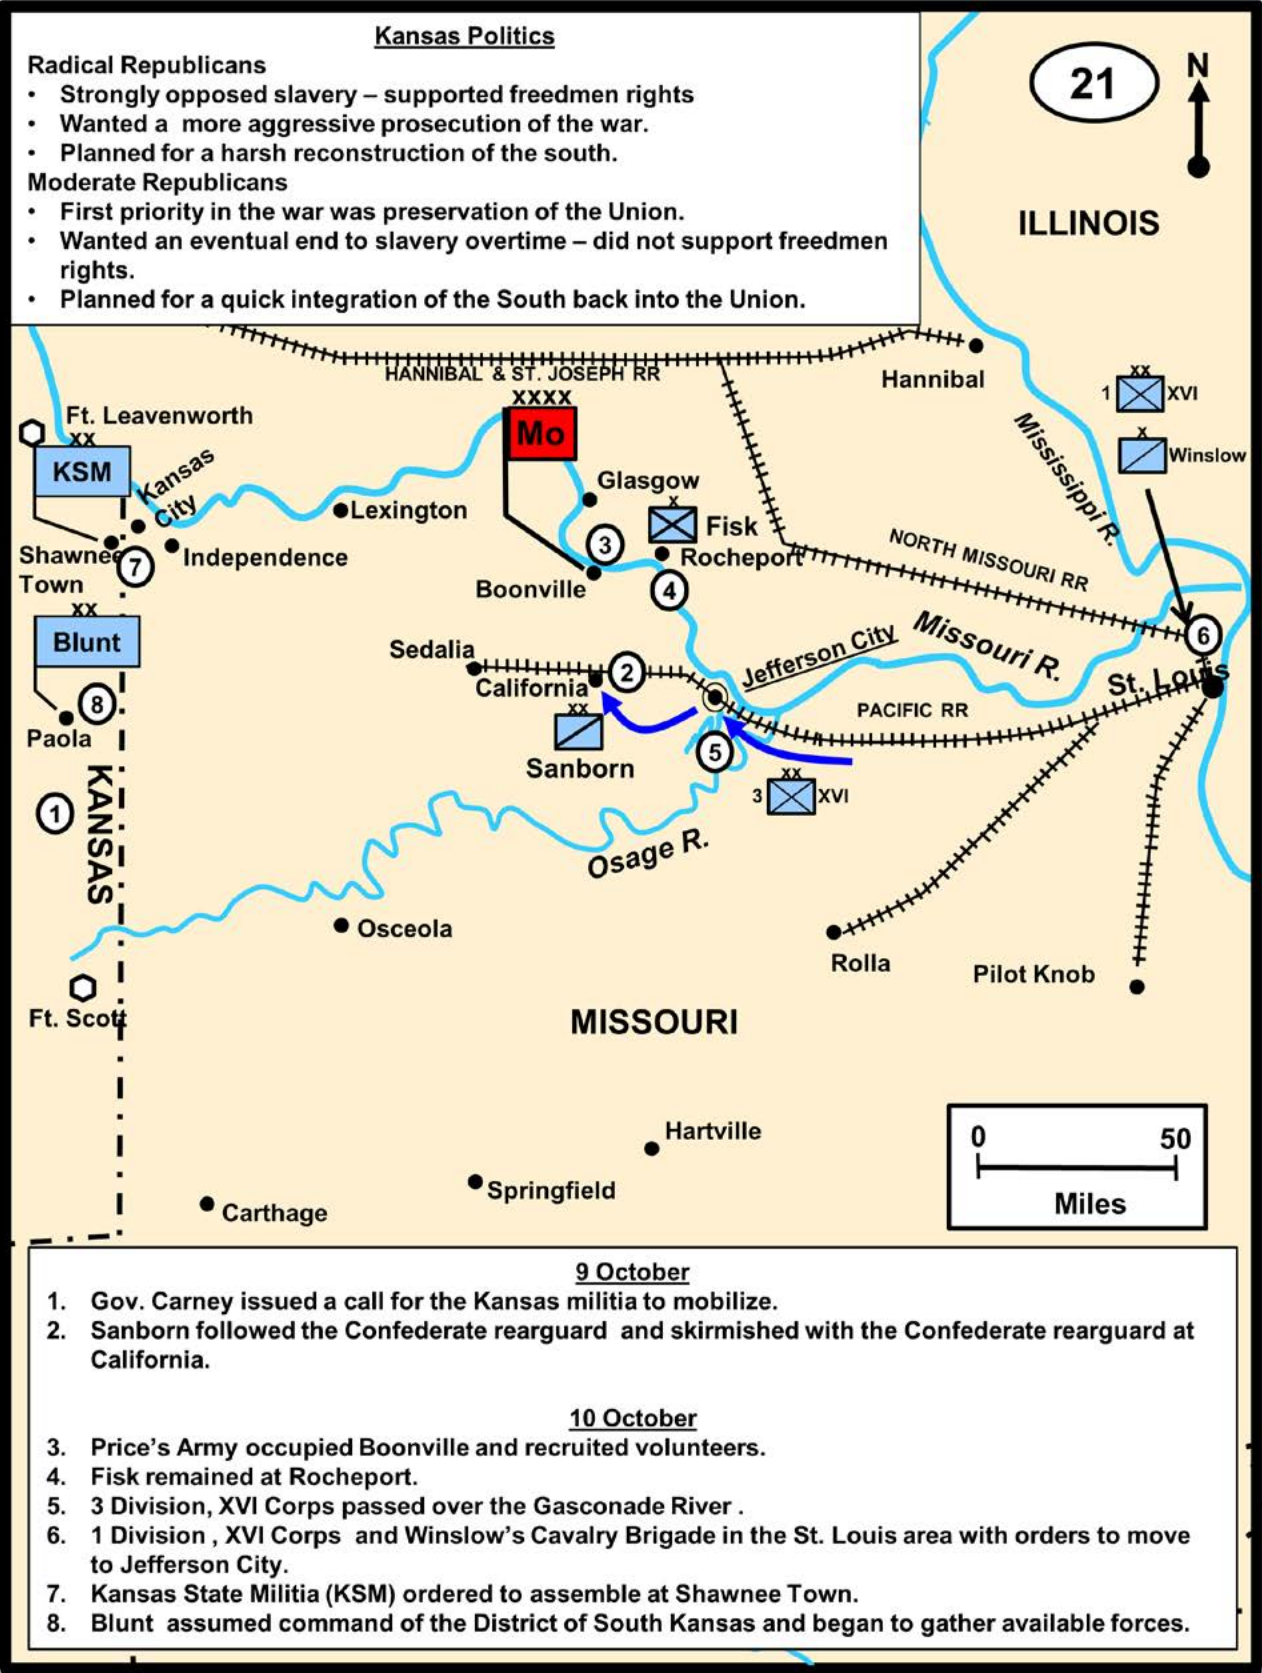 Kansas Politics
Radical Republicans
• Strongly opposed slavery – supported freedmen rights
• Wanted a more aggressive prosecution of the war.
• Planned for a harsh reconstruction of the south.
Moderate Republicans
• First priority in the war was preservation of the Union.
• Wanted an eventual end to slavery overtime – did not support freedmen
rights.
• Planned for a quick integration of the South back into the Union.
21
N
ILLINOIS
HANNIBAL & ST. JOSEPH RR
Hannibal
XX
1 XVI
X
Winslow
Mississippi R.
Ft. Leavenworth
XX
KSM
Kansas
City
XXXX
Mo
Glasgow
X
Fisk
Lexington
3
Rocheport
NORTH MISSOURI RR
Shawnee
Town
7
Independence
Boonville
4
XX
Blunt
Sedalia
California
2
Jefferson City
Missouri R.
6
St. Louis
PACIFIC RR
8
Paola
XX
Sanborn
5
XX
3 XVI
KANSAS
1
Osage R.
Osceola
Rolla
Pilot Knob
Ft. Scott
MISSOURI
Hartville
Springfield
Carthage
0 50
Miles
9 October
1. Gov. Carney issued a call for the Kansas militia to mobilize.
2. Sanborn followed the Confederate rearguard and skirmished with the Confederate rearguard at
California.
10 October
3. Price's Army occupied Boonville and recruited volunteers.
4. Fisk remained at Rocheport.
5. 3 Division, XVI Corps passed over the Gasconade River .
6. 1 Division , XVI Corps and Winslow's Cavalry Brigade in the St. Louis area with orders to move
to Jefferson City.
7. Kansas State Militia (KSM) ordered to assemble at Shawnee Town.
8. Blunt assumed command of the District of South Kansas and began to gather available forces.